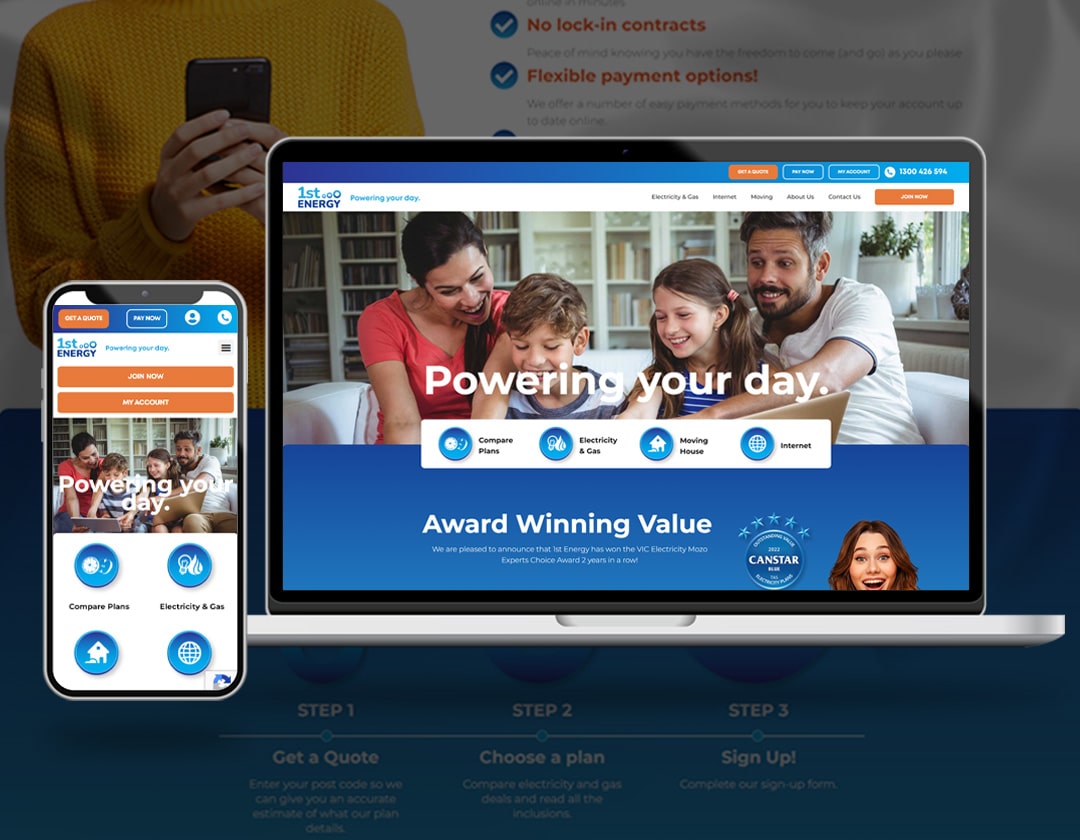 online in minutes
No lock-in contracts
Peace of mind knowing you have the freedom to come (and go) as you please
Flexible payment options!
We offer a number of easy payment methods for you to keep your account up
to date online.
GET A QUOTE
PAY NOW
MY ACCOUNT
1300 426 594
1st
ENERGY
Powering your day.
Electricity & Gas
Internet
Moving
About Us
Contact Us
JOIN NOW
Powering your day.
Compare
Plans
Electricity
& Gas
Moving
House
Internet
Award Winning Value
We are pleased to announce that 1st Energy has won the VIC Electricity Mozo
Experts Choice Award 2 years in a row!
OUTSTANDING VALUE
2022
CANSTAR
BLUE
ELECTRICITY PLANS
GET A QUOTE
PAY NOW
1st
ENERGY
Powering your day.
JOIN NOW
MY ACCOUNT
Powering your
day.
Compare Plans
Electricity & Gas
STEP 1
STEP 2
STEP 3
Get a Quote
Choose a plan
Sign Up!
Enter your post code so we
can give you an accurate
estimate of what our plan
details.
Compare electricity and gas
deals and read all the
inclusions.
Complete our sign-up form.